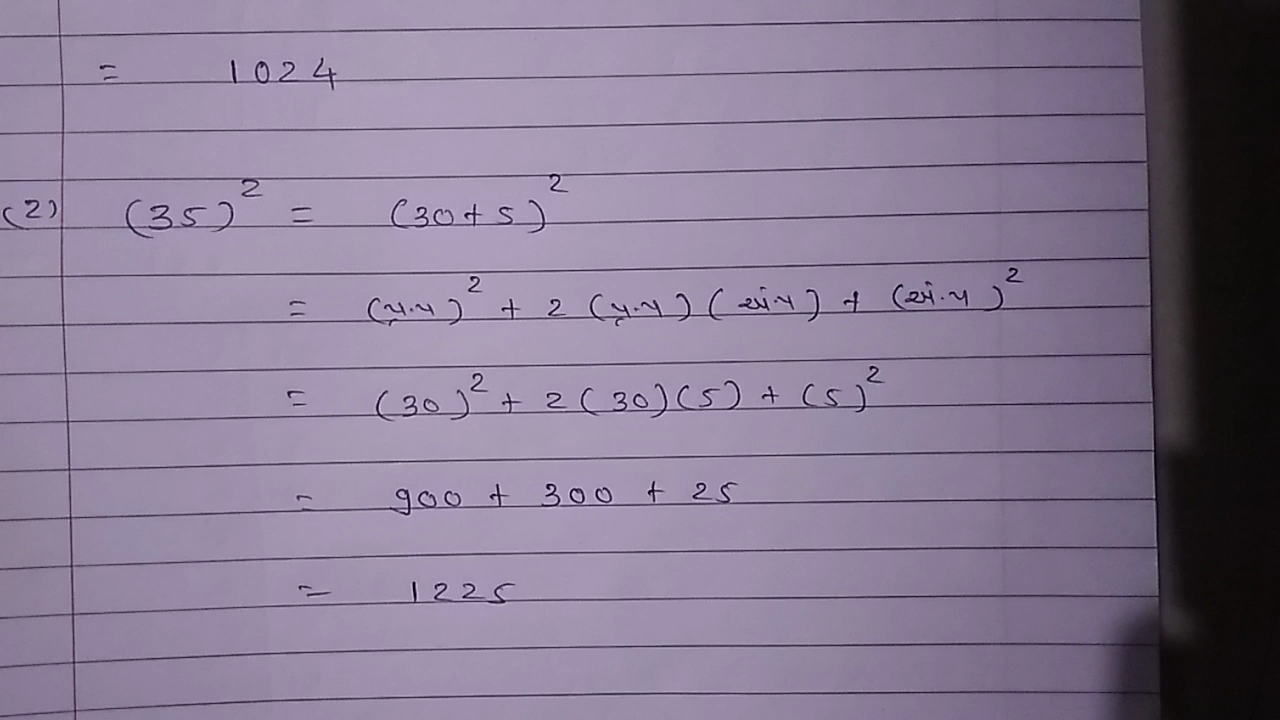 = 1024
(2) (35)² = (30+5)²
= (પ્ર.પ)² + 2 (પ્ર.પ) (અં.પ) + (અં.પ)²
= (30)² + 2 (30) (5) + (5)²
= 900 + 300 + 25
= 1225